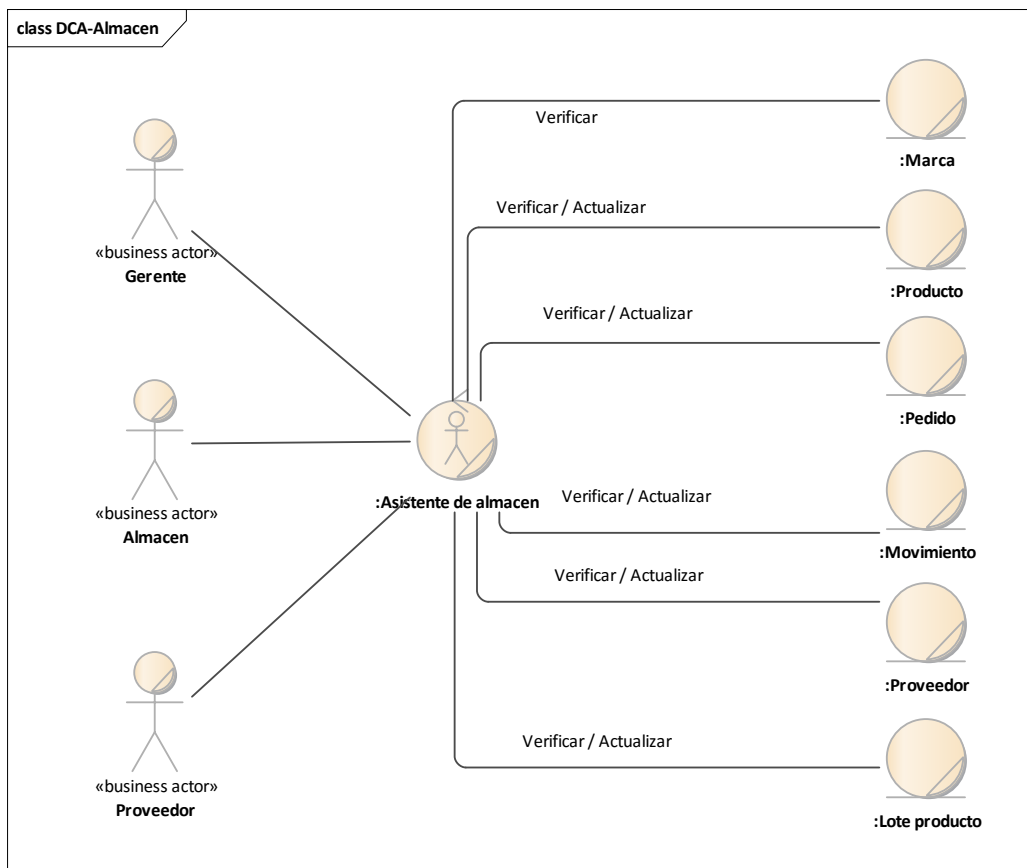 class DCA-Almacen
Verificar
:Marca
Verificar / Actualizar
«business actor»
Gerente
:Producto
Verificar / Actualizar
:Pedido
«business actor»
Almacen
:Asistente de almacen
Verificar / Actualizar
:Movimiento
Verificar / Actualizar
:Proveedor
Verificar / Actualizar
«business actor»
Proveedor
:Lote producto